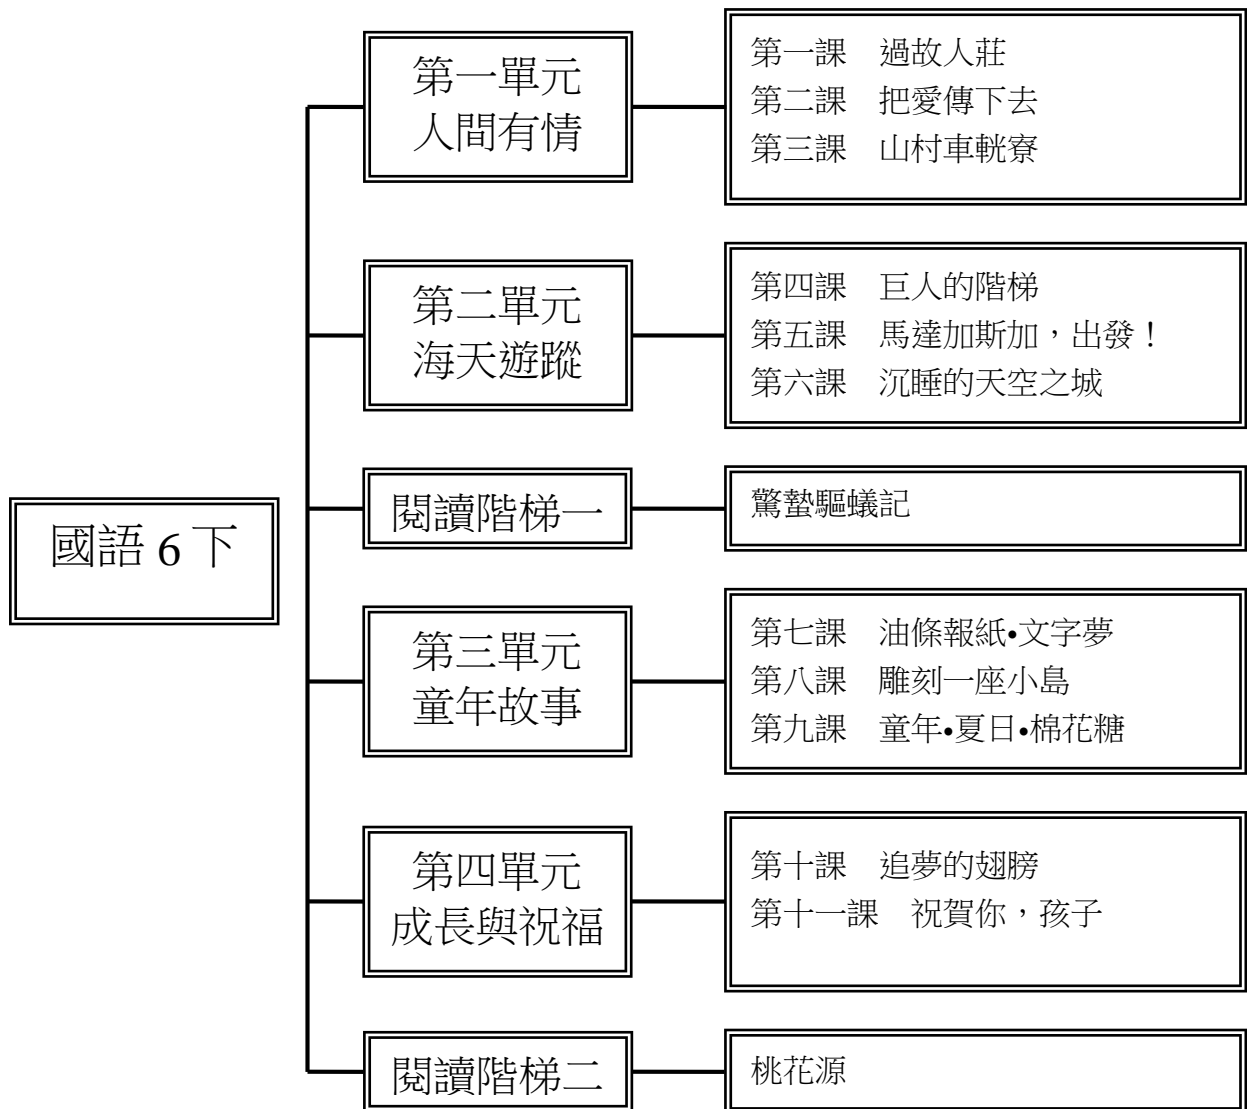 國語 6 下
第一單元
人間有情
第一課　過故人莊
第二課　把愛傳下去
第三課　山村車輄寮
第二單元
海天遊蹤
第四課　巨人的階梯
第五課　馬達加斯加，出發！
第六課　沉睡的天空之城
閱讀階梯一
驚蟄驅蟻記
第三單元
童年故事
第七課　油條報紙•文字夢
第八課　雕刻一座小島
第九課　童年•夏日•棉花糖
第四單元
成長與祝福
第十課　追夢的翅膀
第十一課　祝賀你，孩子
閱讀階梯二
桃花源